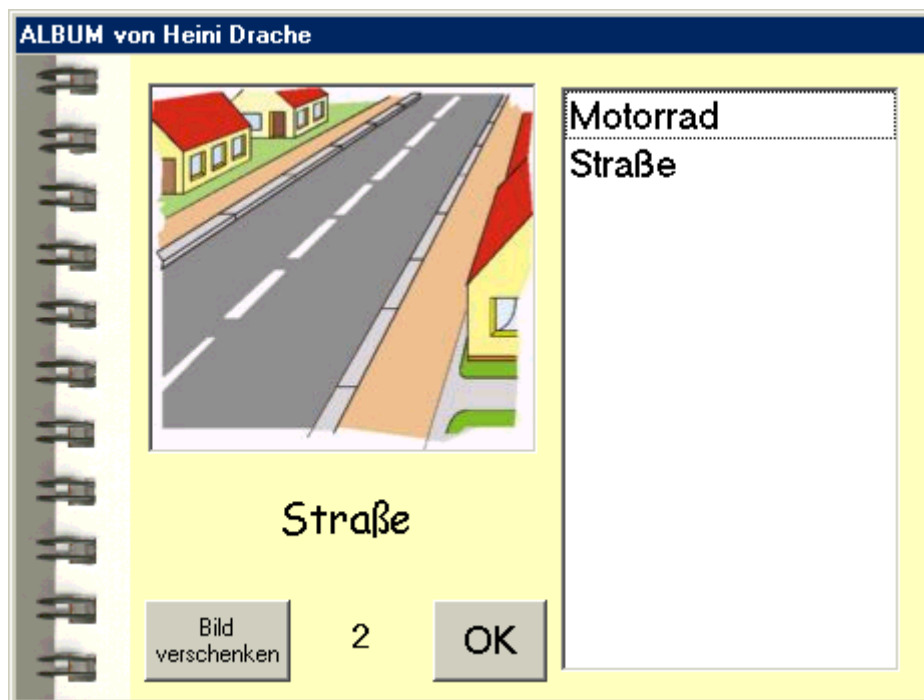 ALBUM von Heini Drache
Motorrad
Straße
Straße
Bild
verschenken
2
OK